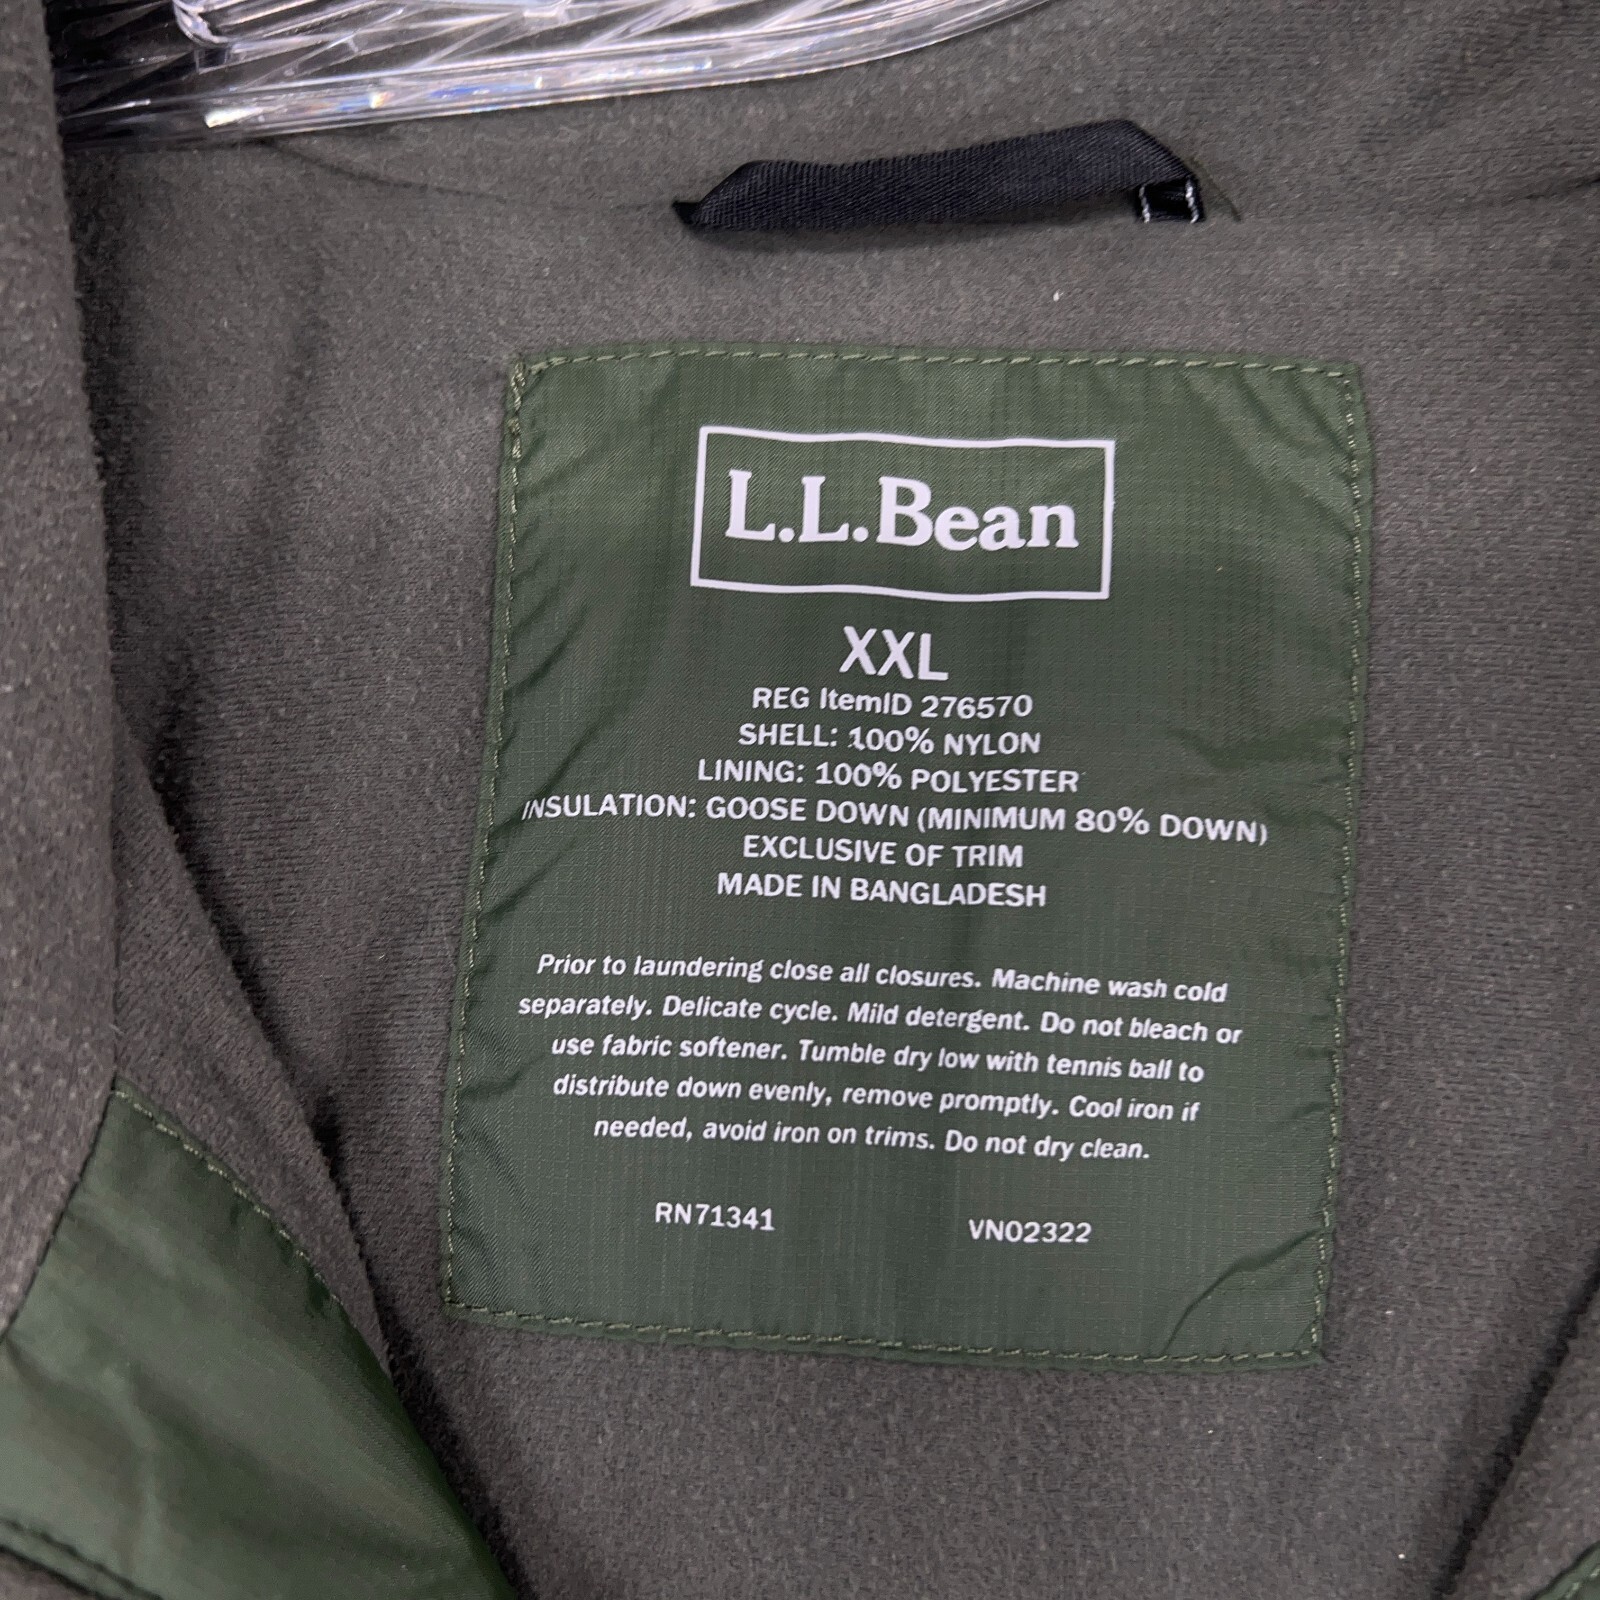 L.L.Bean
XXL
REG ItemID 276570
SHELL: 100% NYLON
LINING: 100% POLYESTER
INSULATION: GOOSE DOWN (MINIMUM 80% DOWN)
EXCLUSIVE OF TRIM
MADE IN BANGLADESH
Prior to laundering close all closures. Machine wash cold
separately. Delicate cycle. Mild detergent. Do not bleach or
use fabric softener. Tumble dry low with tennis ball to
distribute down evenly, remove promptly. Cool iron if
needed, avoid iron on trims. Do not dry clean.
RN71341 VN02322